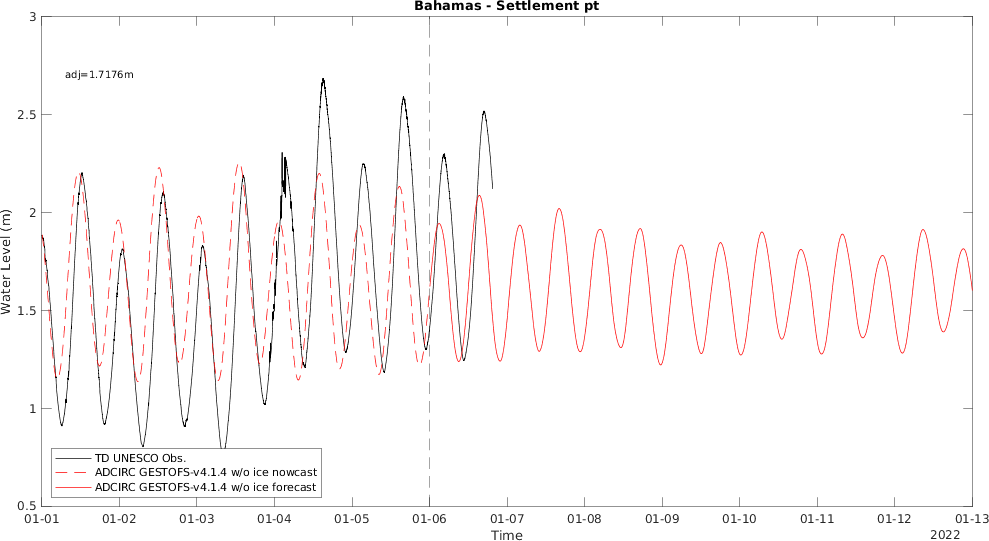 Bahamas - Settlement pt
adj=1.7176m
Water Level (m)
3
2.5
2
1.5
1
0.5
TD UNESCO Obs.
ADCIRC GESTOFS-v4.1.4 w/o ice nowcast
ADCIRC GESTOFS-v4.1.4 w/o ice forecast
01-01 01-02 01-03 01-04 01-05 01-06 01-07 01-08 01-09 01-10 01-11 01-12 01-13
Time
2022